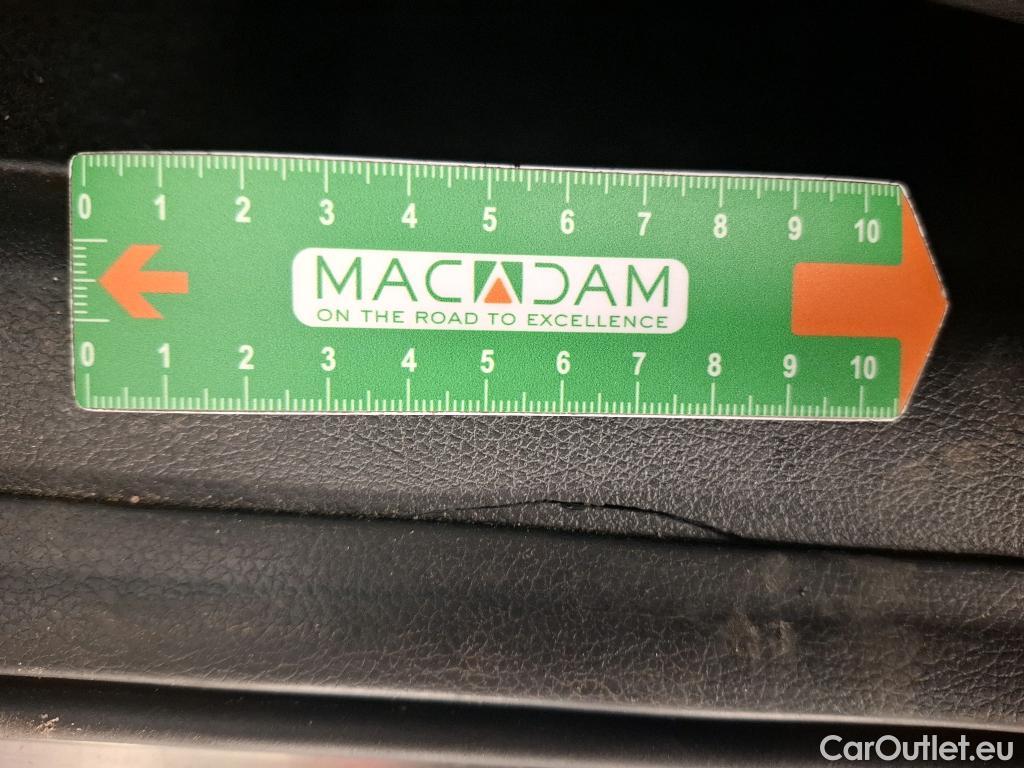 0 1 2 3 4 5 6 7 8 9 10
MACADAM
ON THE ROAD TO EXCELLENCE
0 1 2 3 4 5 6 7 8 9 10
CarOutlet.eu